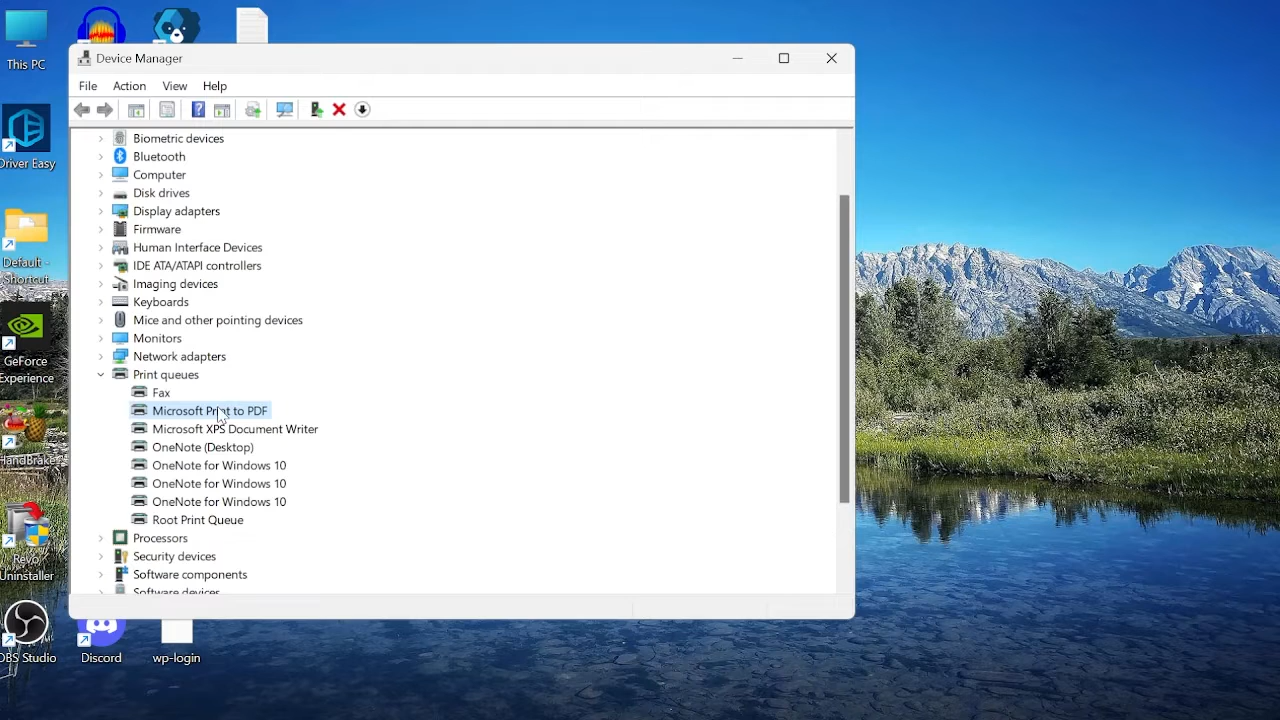 This PC
Driver Easy
Default -
Shortcut
GeForce
Experience
HandBrake
Revo
Uninstaller
OBS Studio
Discord
wp-login
Device Manager
File Action View Help
Biometric devices
Bluetooth
Computer
Disk drives
Display adapters
Firmware
Human Interface Devices
IDE ATA/ATAPI controllers
Imaging devices
Keyboards
Mice and other pointing devices
Monitors
Network adapters
Print queues
Fax
Microsoft Print to PDF
Microsoft XPS Document Writer
OneNote (Desktop)
OneNote for Windows 10
OneNote for Windows 10
OneNote for Windows 10
Root Print Queue
Processors
Security devices
Software components
Software devices